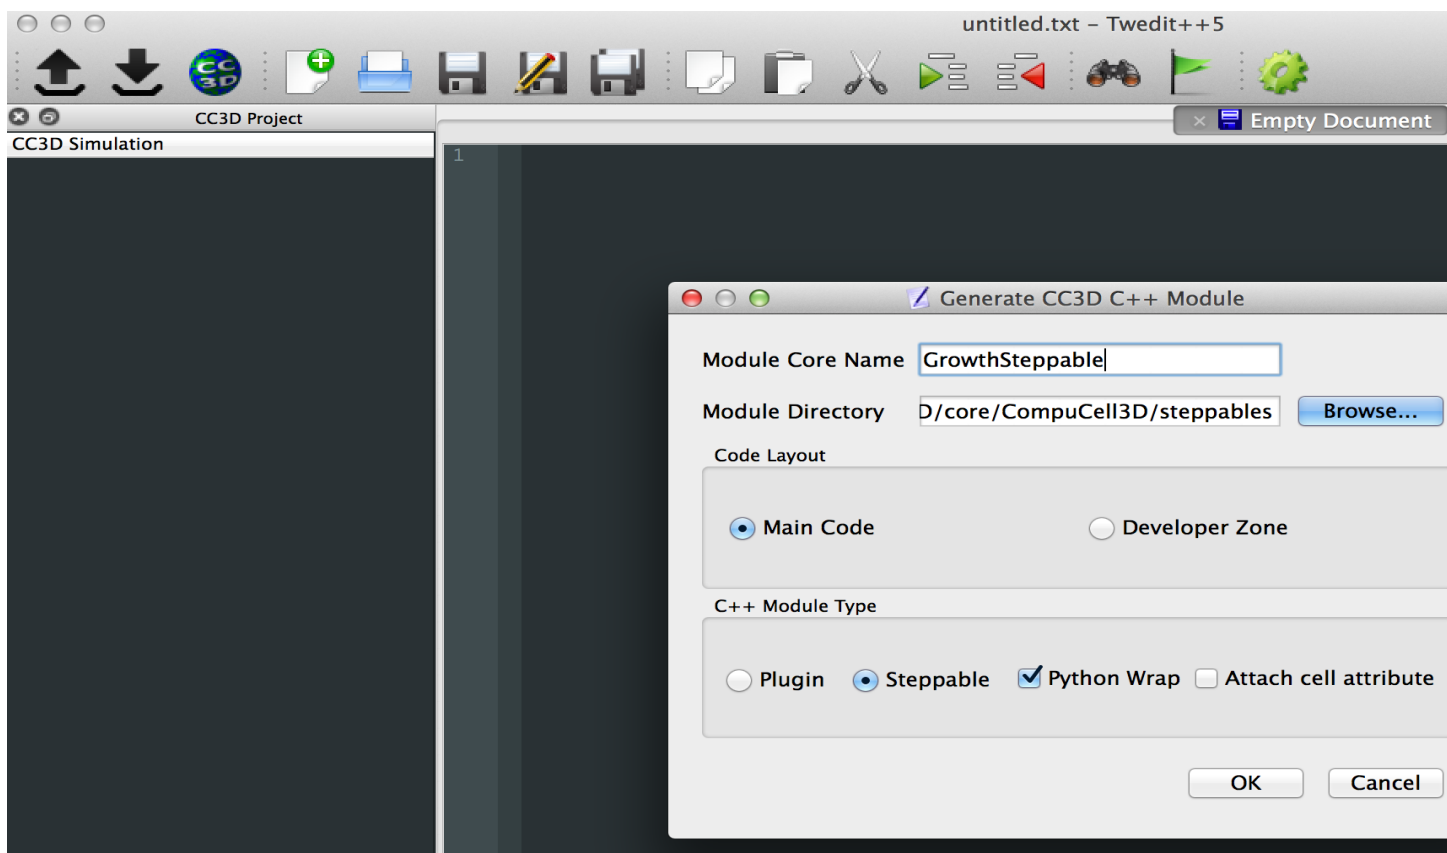 untitled.txt - Twedit++5
CC
3D
CC3D Project
Empty Document
CC3D Simulation
1
Generate CC3D C++ Module
Module Core Name GrowthSteppable
Module Directory D/core/CompuCell3D/steppables Browse...
Code Layout
Main Code Developer Zone
C++ Module Type
Plugin Steppable Python Wrap Attach cell attribute
OK Cancel